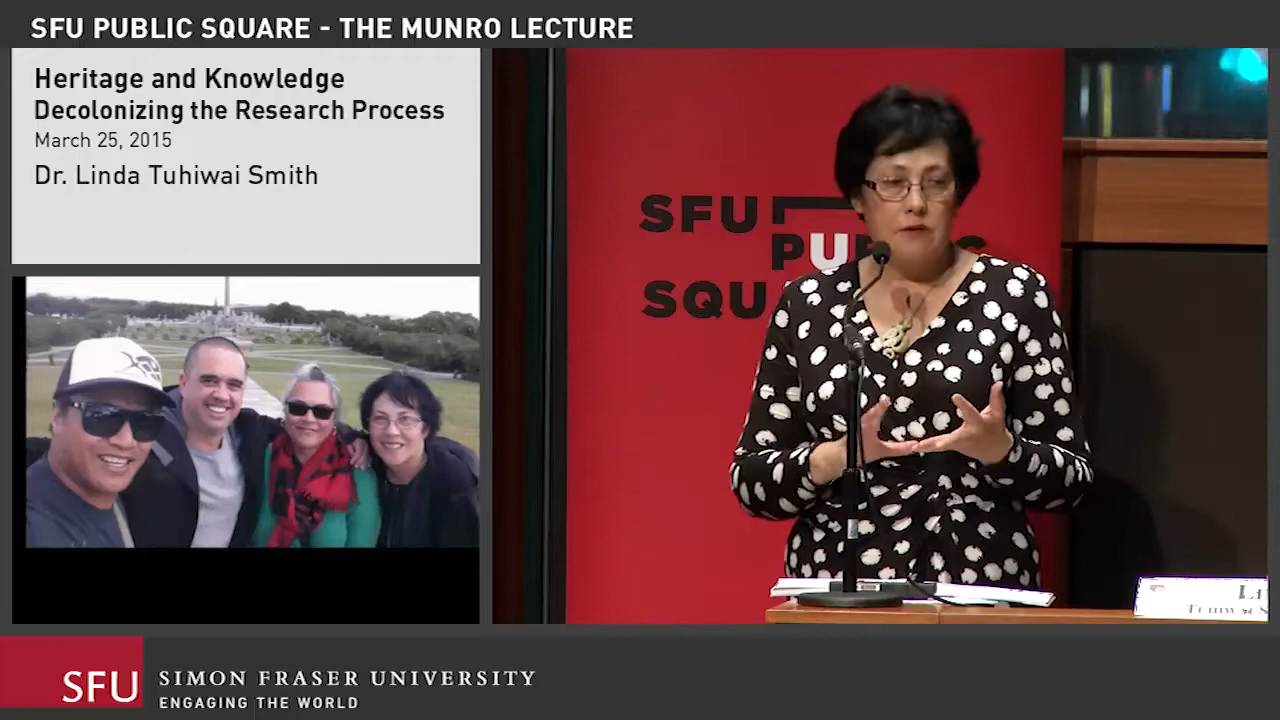 SFU PUBLIC SQUARE - THE MUNRO LECTURE
Heritage and Knowledge
Decolonizing the Research Process
March 25, 2015
Dr. Linda Tuhiwai Smith
SFU
SFU
SIMON FRASER UNIVERSITY
ENGAGING THE WORLD